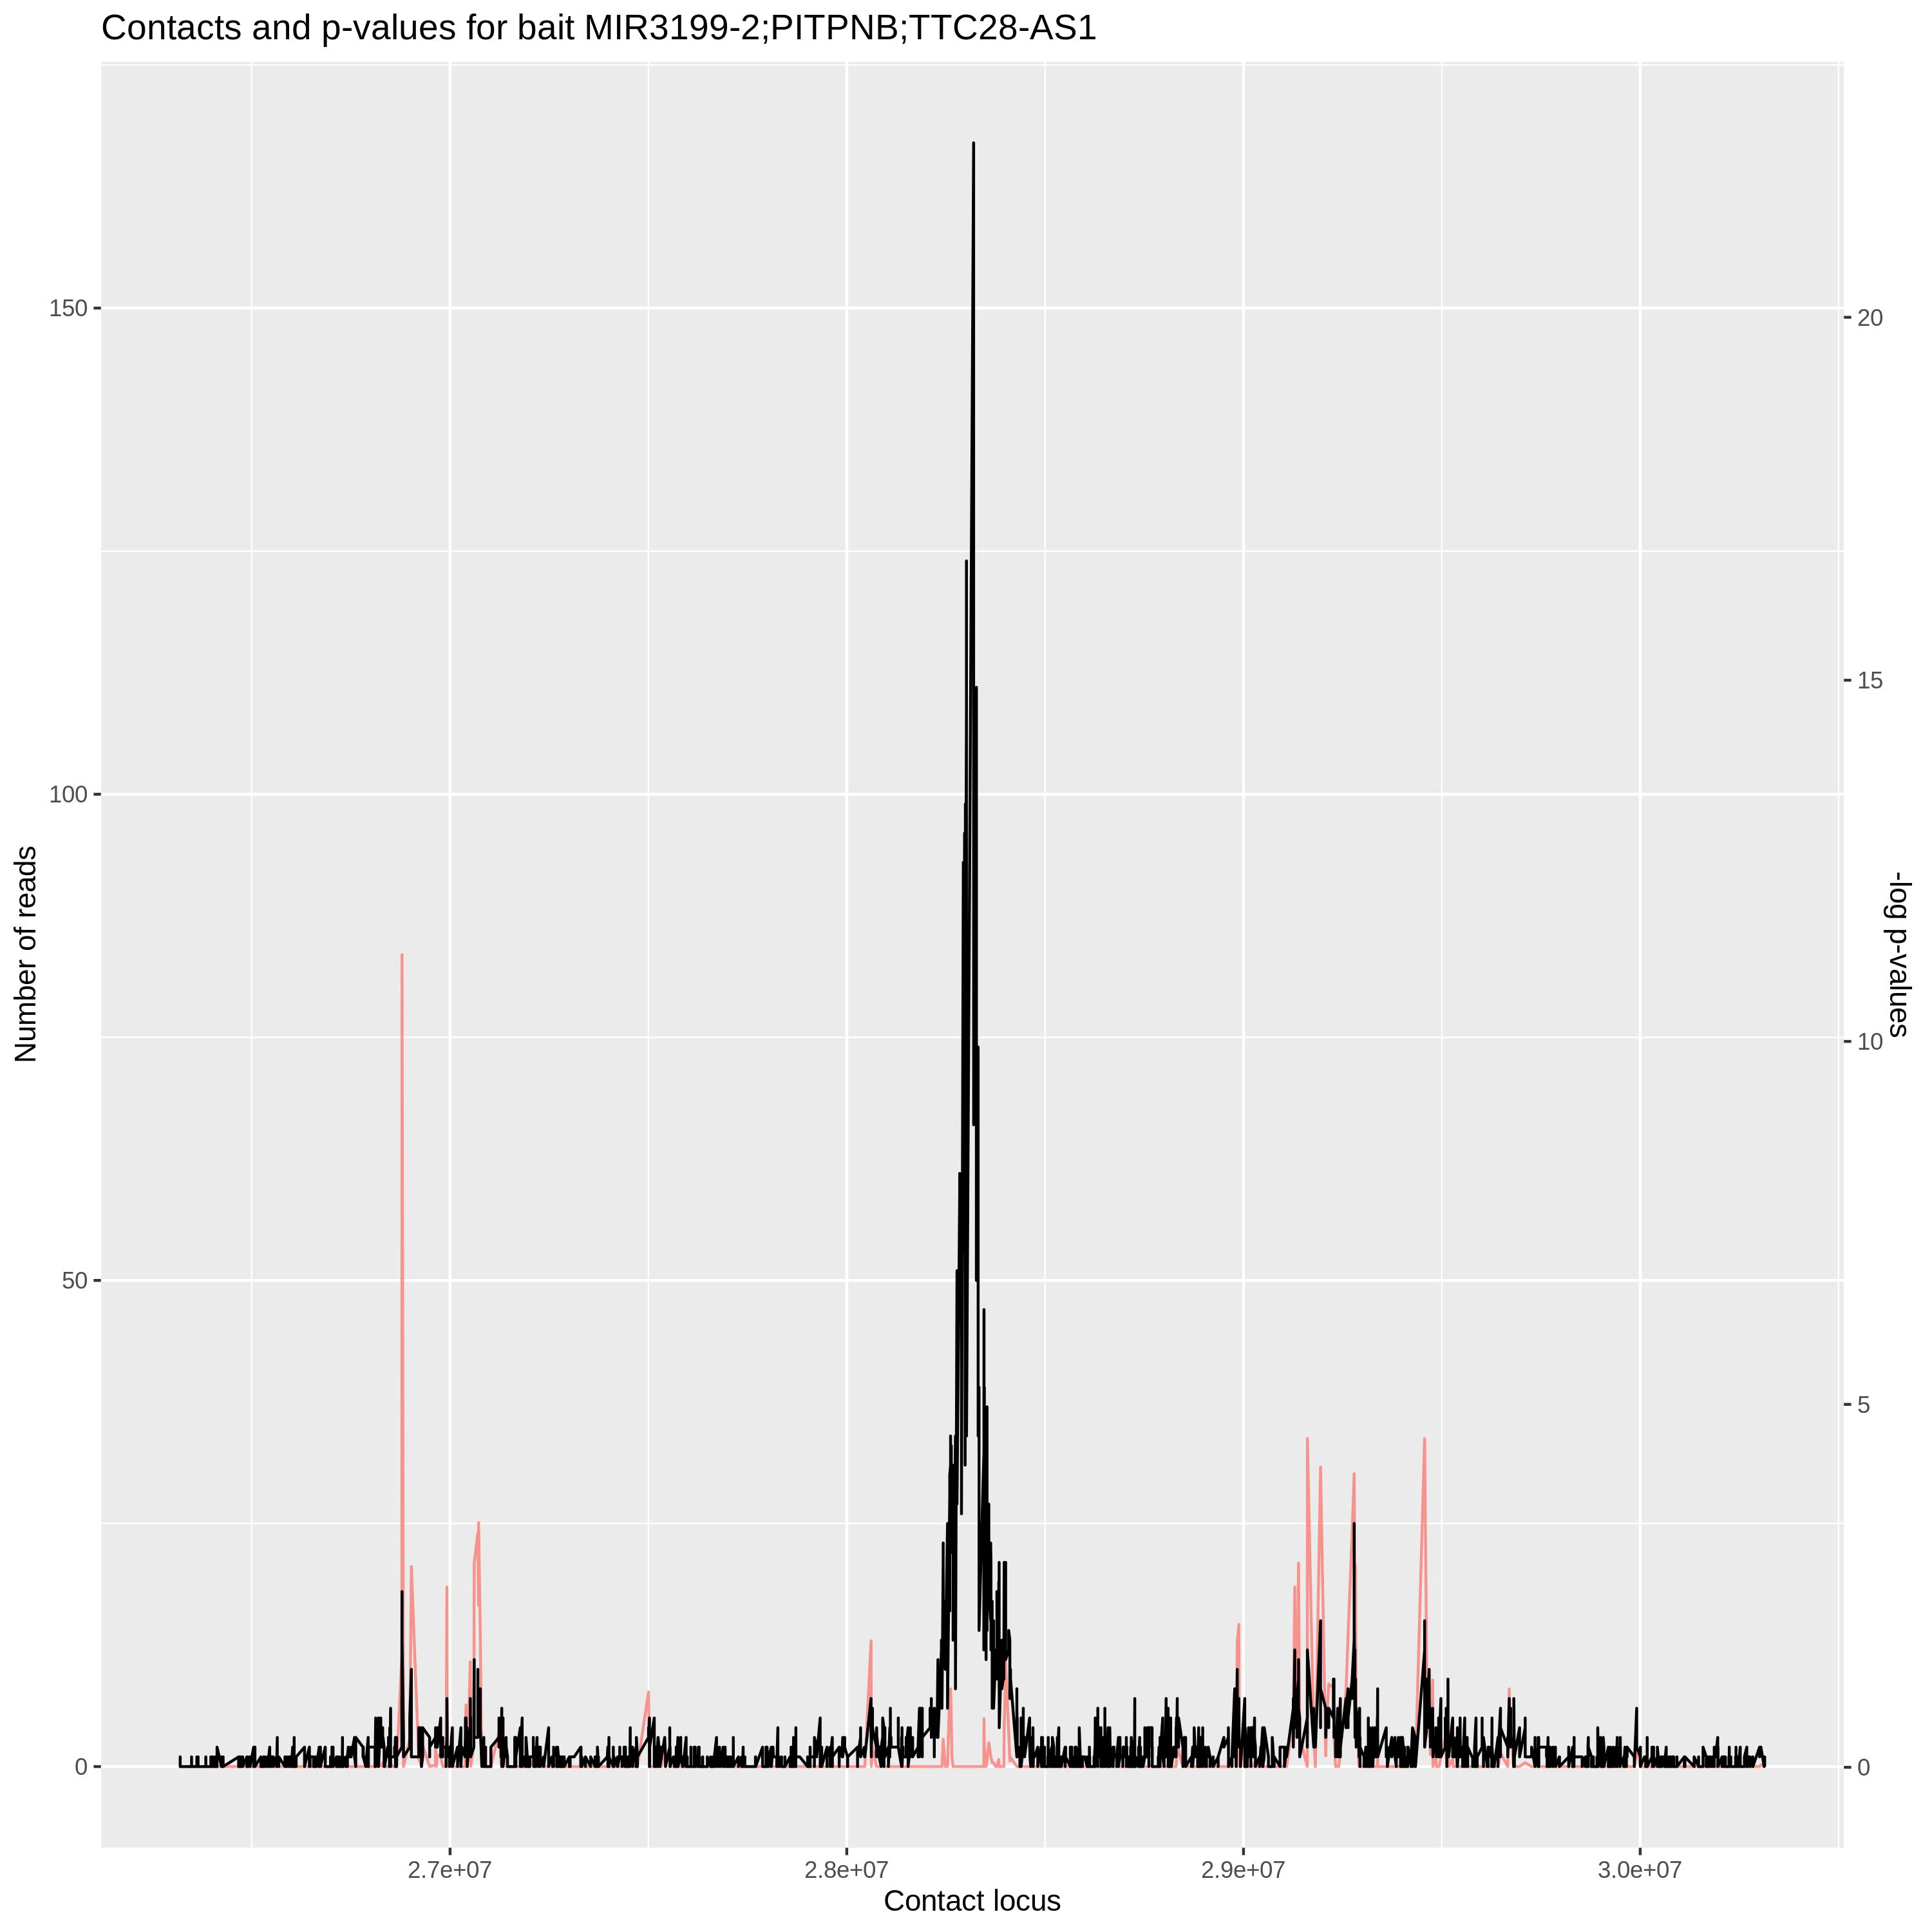 Contacts and p-values for bait MIR3199-2;PITPNB;TTC28-AS1
150
100
50
0
Number of reads
20
15
10
5
0
-log p-values
2.7e+07
2.8e+07
2.9e+07
3.0e+07
Contact locus